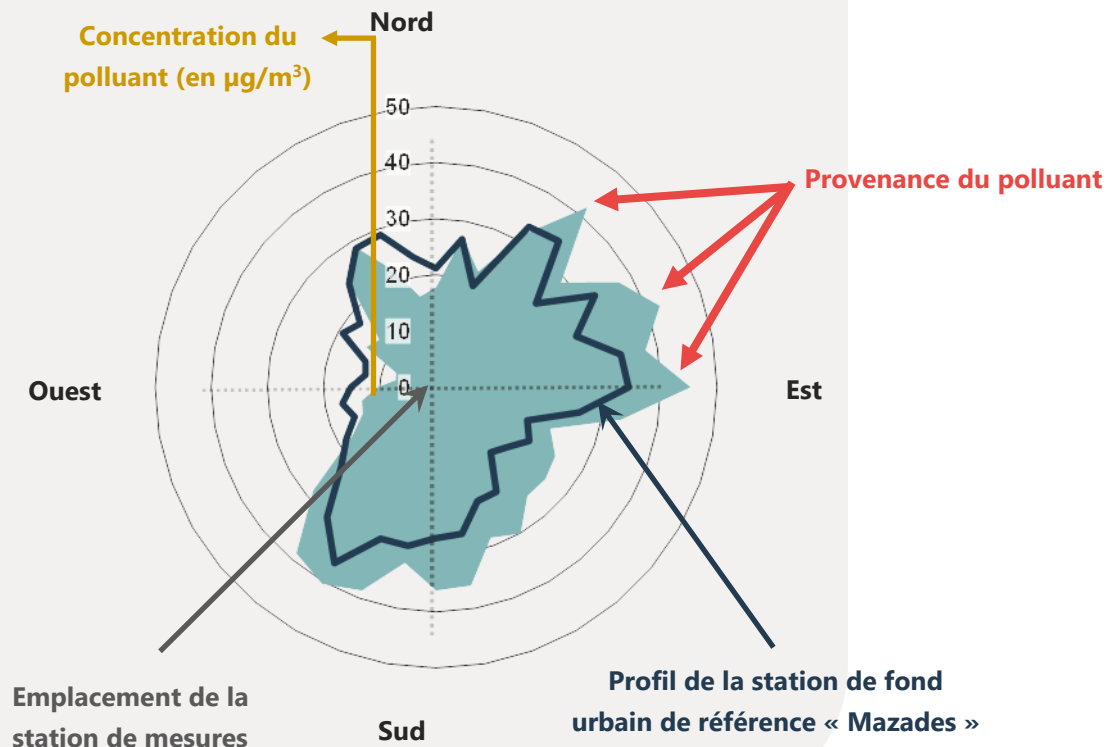 Nord
Concentration du
polluant (en µg/m³)
50
40
30
20
10
0
Provenance du polluant
Ouest
Est
Emplacement de la
station de mesures
Sud
Profil de la station de fond
urbain de référence « Mazades »